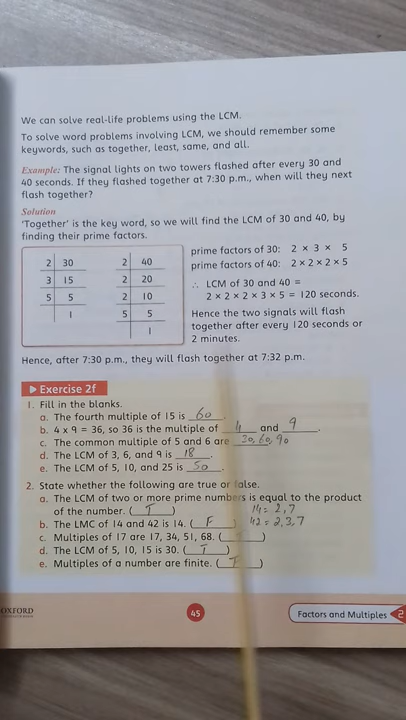 We can solve real-life problems using the LCM.
To solve word problems involving LCM, we should remember some
keywords, such as together, least, same, and all.
Example: The signal lights on two towers flashed after every 30 and
40 seconds. If they flashed together at 7:30 p.m., when will they next
flash together?
Solution
'Together' is the key word, so we will find the LCM of 30 and 40, by
finding their prime factors.
2 30
3 15
5 5
1
2 40
2 20
2 10
5 5
1
prime factors of 30: 2 × 3 × 5
prime factors of 40: 2 × 2 × 2 × 5
∴ LCM of 30 and 40 =
2 × 2 × 2 × 3 × 5 = 120 seconds.
Hence the two signals will flash
together after every 120 seconds or
2 minutes.
Hence, after 7:30 p.m., they will flash together at 7:32 p.m.
Exercise 2f
1. Fill in the blanks.
a. The fourth multiple of 15 is 60.
b. 4 x 9 = 36, so 36 is the multiple of 4 and 9.
c. The common multiple of 5 and 6 are 30, 60, 90
d. The LCM of 3, 6, and 9 is 18.
e. The LCM of 5, 10, and 25 is 50.
2. State whether the following are true or false.
a. The LCM of two or more prime numbers is equal to the product
of the number. (T) 14 = 2,7
b. The LMC of 14 and 42 is 14. (F) 42 = 2,3,7
c. Multiples of 17 are 17, 34, 51, 68. ( )
d. The LCM of 5, 10, 15 is 30. (T)
e. Multiples of a number are finite. ( )
OXFORD
45
Factors and Multiples 2